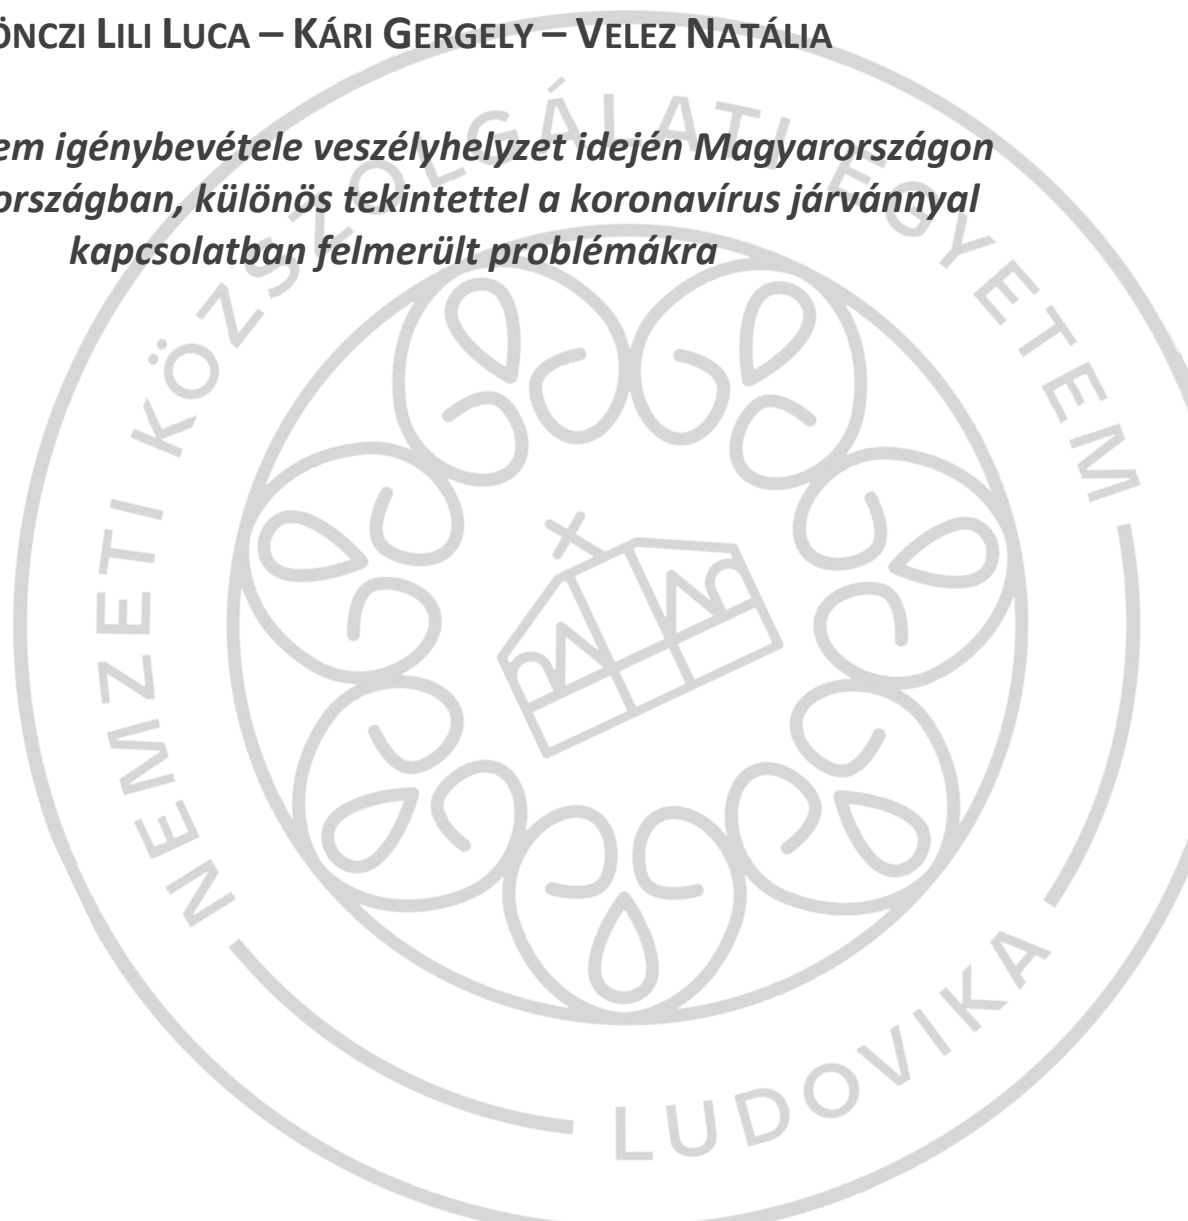 ÖNCZI LILI LUCA – KÁRI GERGELY – VELEZ NATÁLIA
em igénybevétele veszélyhelyzet idején Magyarországon
országban, különös tekintettel a koronavírus járvánnyal
kapcsolatban felmerült problémákra
NEMZETI KÖZSZOLGÁLATI EGYETEM
LUDOVIKA